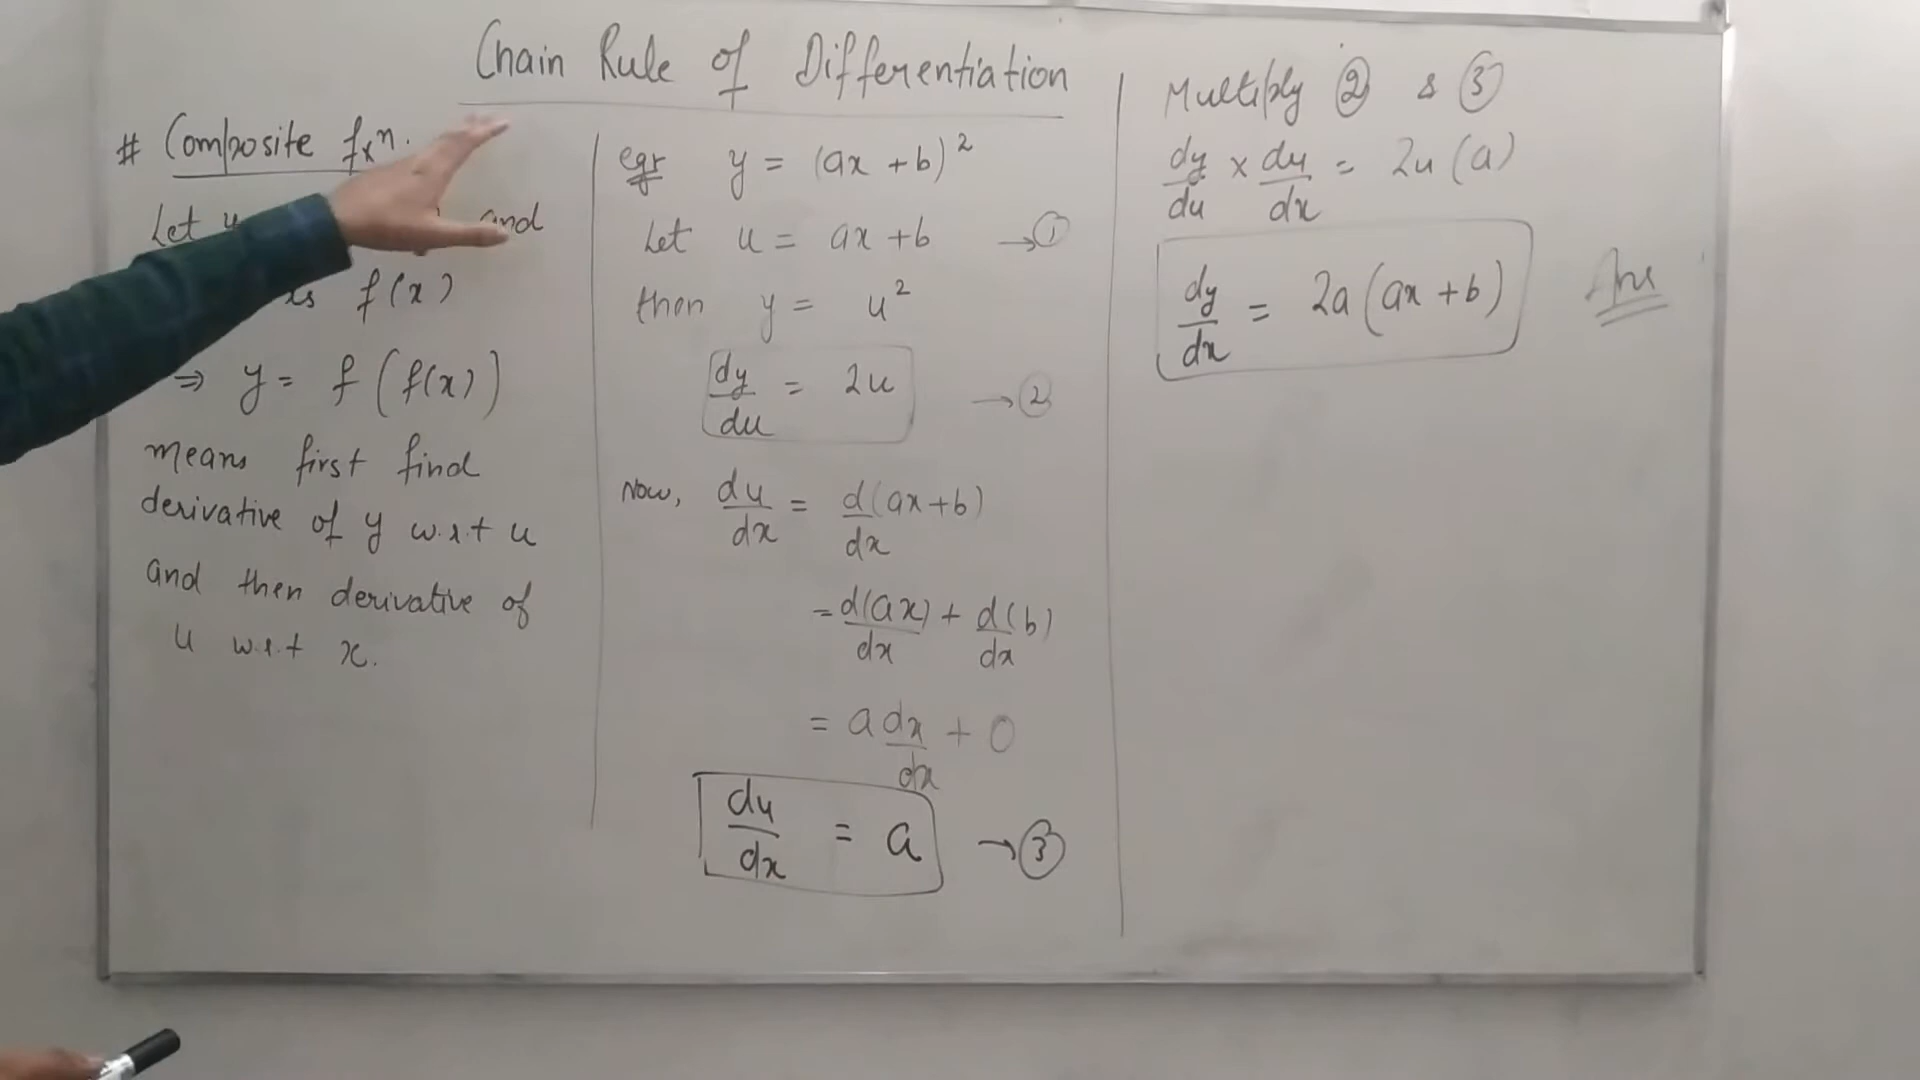 Chain Rule of Differentiation
# Composite fxⁿ.
Let and
f(x)
⇒ y = f (f(x))
means first find
derivative of y w.r.t u
and then derivative of
u w.r.t x.
eg: y = (ax + b)²
Let u = ax + b → ①
then y = u²
dy/du = 2u → ②
Now, du/dx = d(ax+b)/dx
= d(ax)/dx + d(b)/dx
= a dx/dx + 0
du/dx = a → ③
Multiply ② & ③
dy/du × du/dx = 2u (a)
dy/dx = 2a (ax + b) Ans